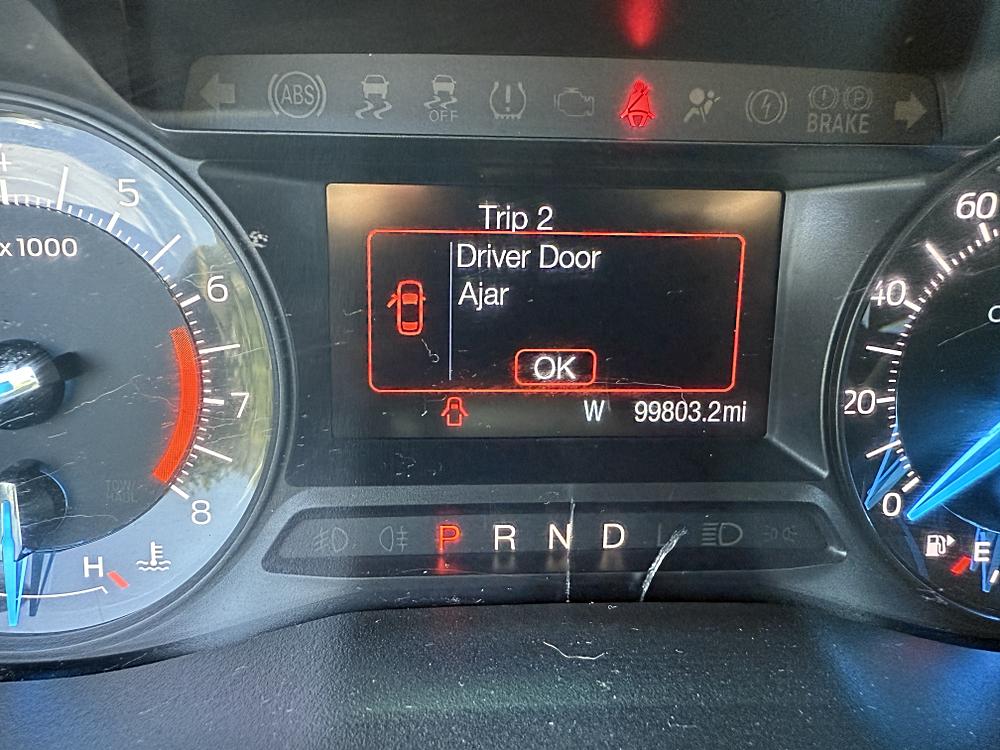 ABS
OFF
!
! P
BRAKE
5
x1000
6
7
8
H
Trip 2
Driver Door
Ajar
OK
W 99803.2mi
P R N D L
60
40
20
0
E